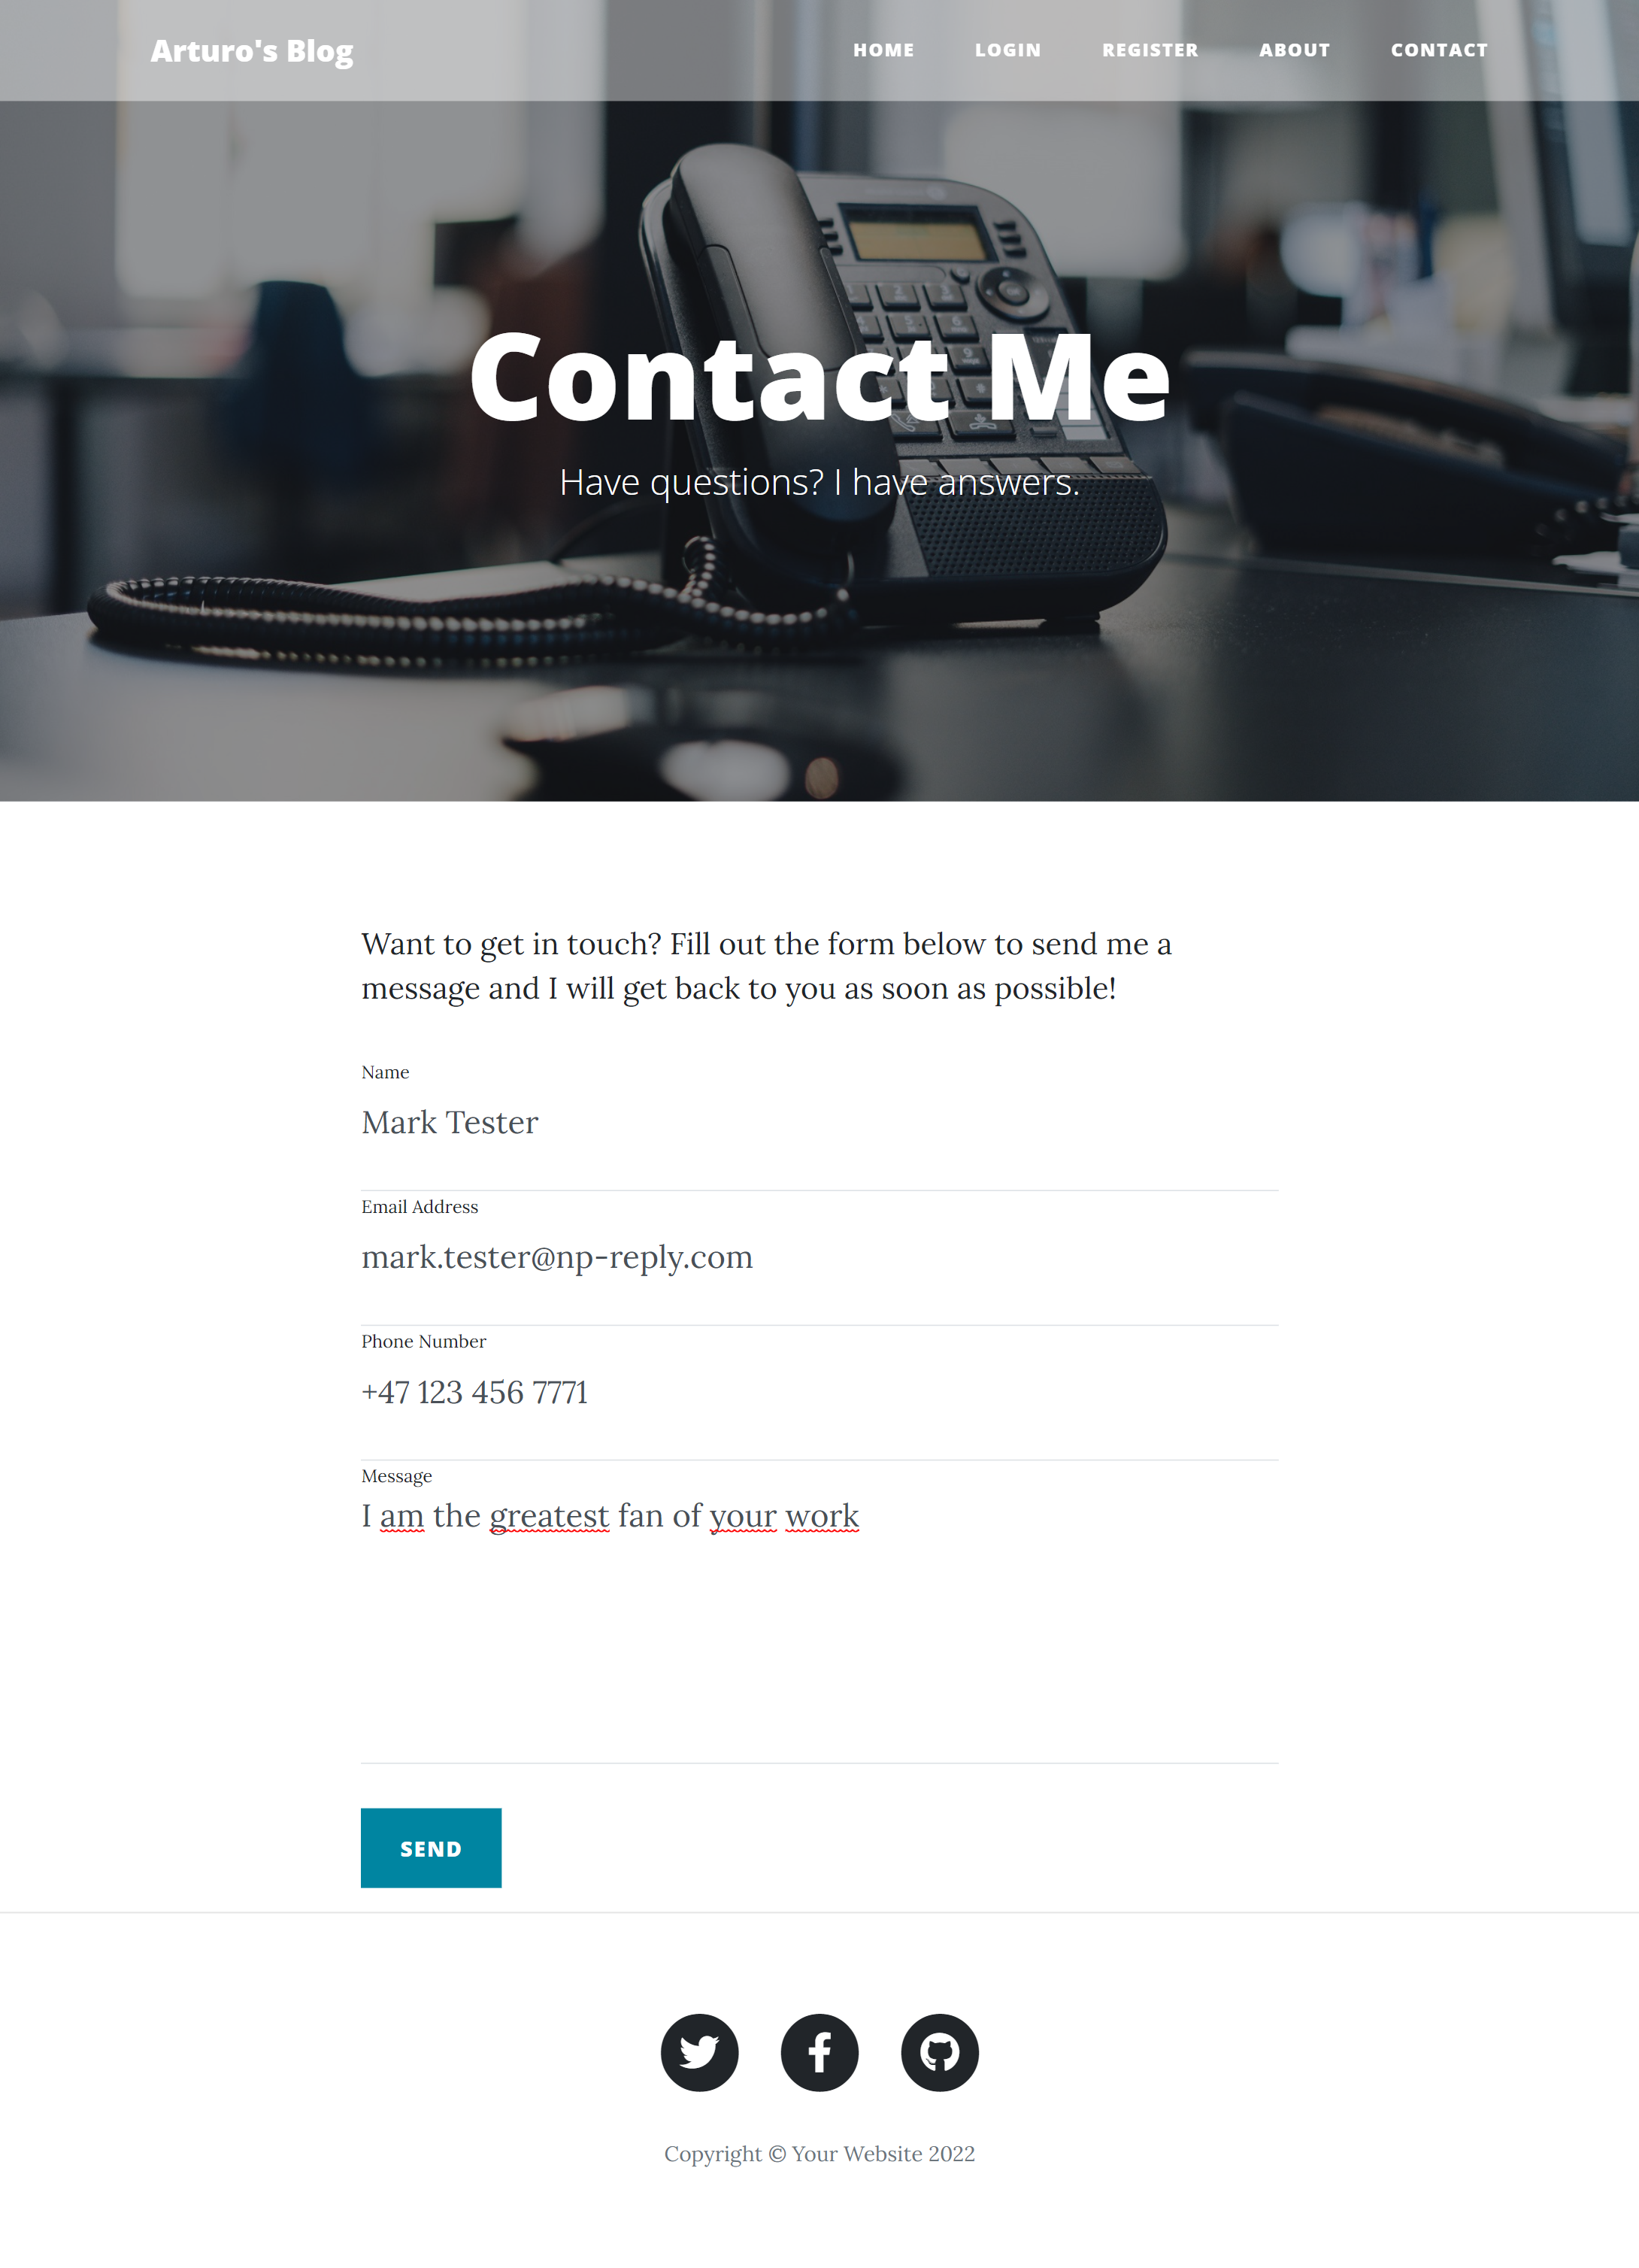 Arturo's Blog
HOME LOGIN REGISTER ABOUT CONTACT
Contact Me
Have questions? I have answers.
Want to get in touch? Fill out the form below to send me a
message and I will get back to you as soon as possible!
Name
Mark Tester
Email Address
mark.tester@np-reply.com
Phone Number
+47 123 456 7771
Message
I am the greatest fan of your work
SEND
Copyright © Your Website 2022